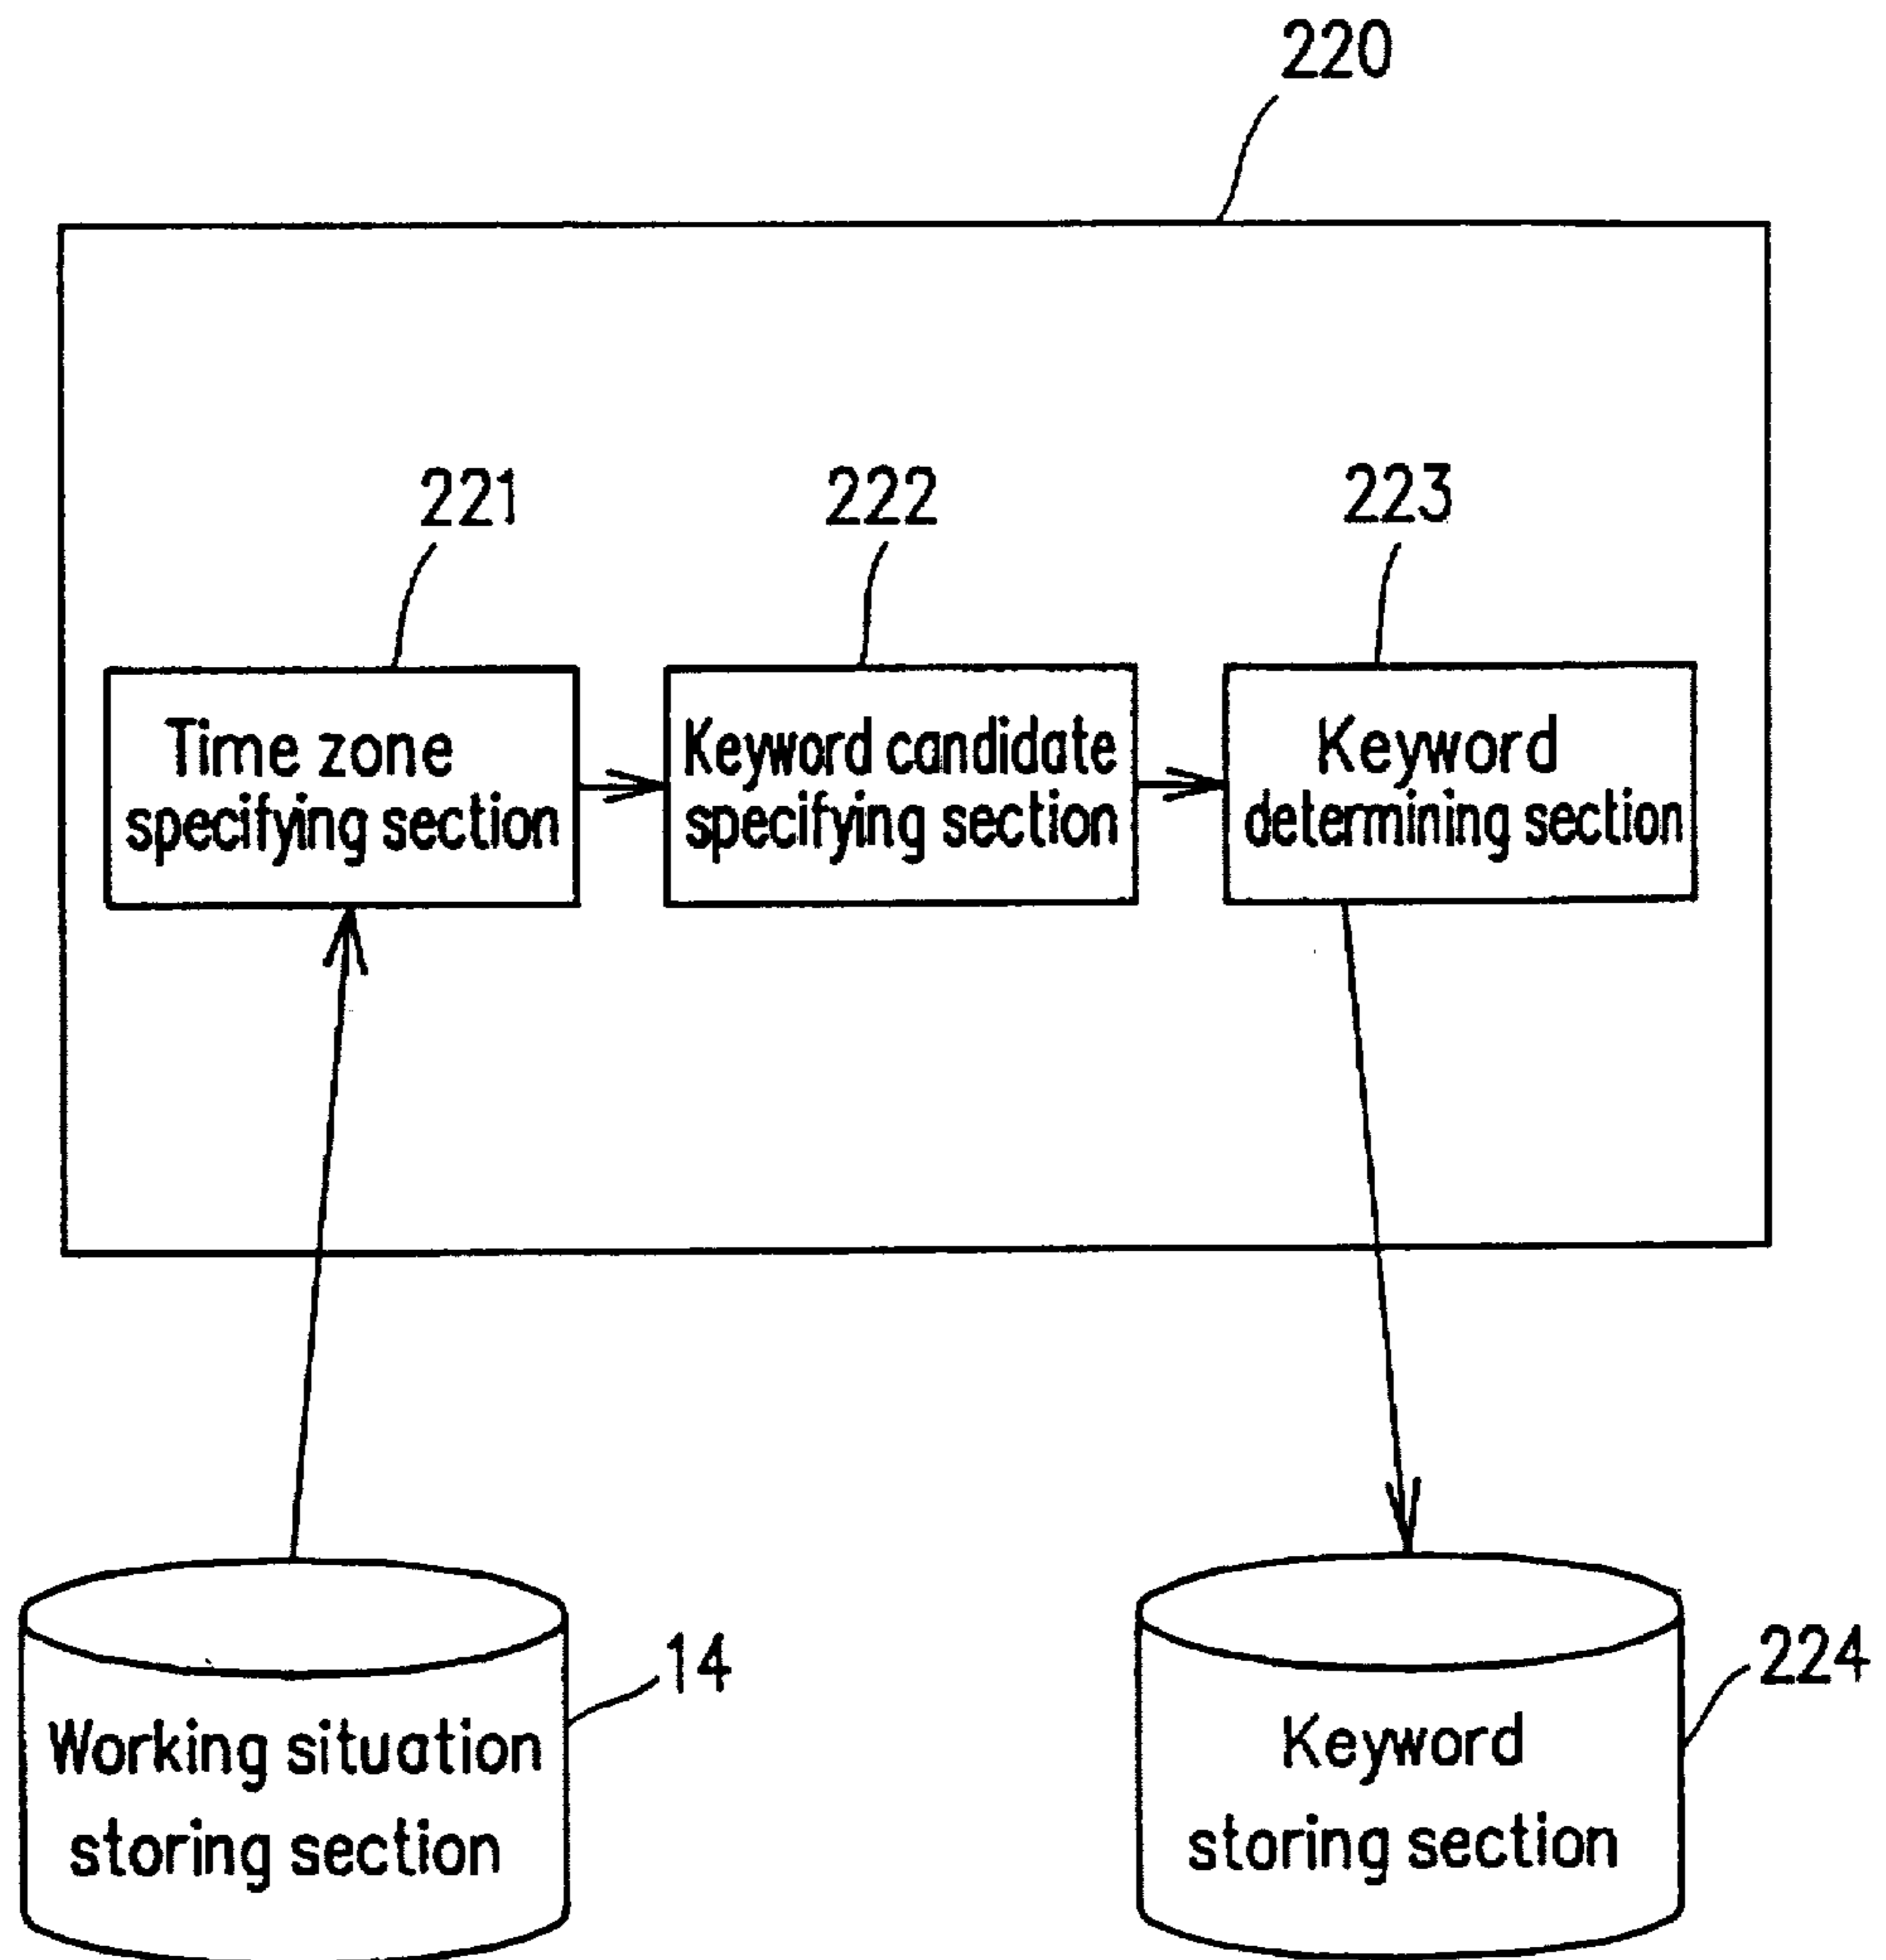 220
221
222
223
Time zone
specifying section
Keyword candidate
specifying section
Keyword
determining section
14
Working situation
storing section
224
Keyword
storing section